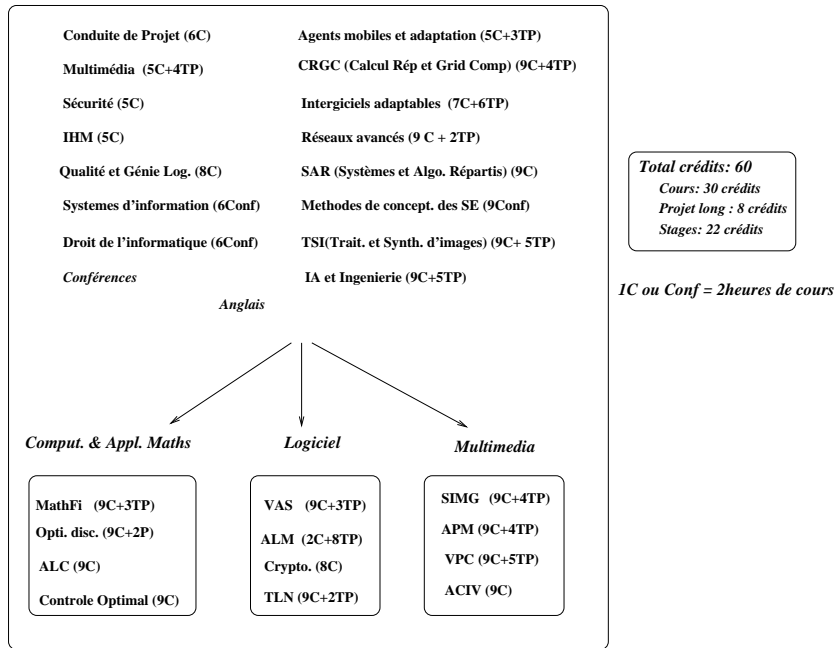 Conduite de Projet (6C)
Multimédia (5C+4TP)
Sécurité (5C)
IHM (5C)
Qualité et Génie Log. (8C)
Systemes d'information (6Conf)
Droit de l'informatique (6Conf)
Conférences
Agents mobiles et adaptation (5C+3TP)
CRGC (Calcul Rép et Grid Comp) (9C+4TP)
Intergiciels adaptables (7C+6TP)
Réseaux avancés (9 C + 2TP)
SAR (Systèmes et Algo. Répartis) (9C)
Methodes de concept. des SE (9Conf)
TSI(Trait. et Synth. d'images) (9C+ 5TP)
IA et Ingenierie (9C+5TP)
Anglais
Total crédits: 60
Cours: 30 crédits
Projet long : 8 crédits
Stages: 22 crédits
1C ou Conf = 2heures de cours
Comput. & Appl. Maths
MathFi (9C+3TP)
Opti. disc. (9C+2P)
ALC (9C)
Controle Optimal (9C)
Logiciel
VAS (9C+3TP)
ALM (2C+8TP)
Crypto. (8C)
TLN (9C+2TP)
Multimedia
SIMG (9C+4TP)
APM (9C+4TP)
VPC (9C+5TP)
ACIV (9C)